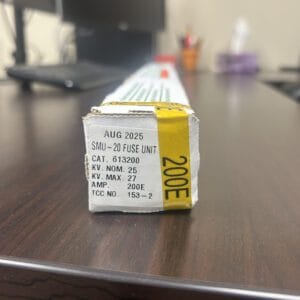 AUG 2025
SMU-20 FUSE UNIT
CAT. 613200
KV. NOM. 25
KV. MAX. 27
AMP. 200E
TCC NO. 153-2
200E